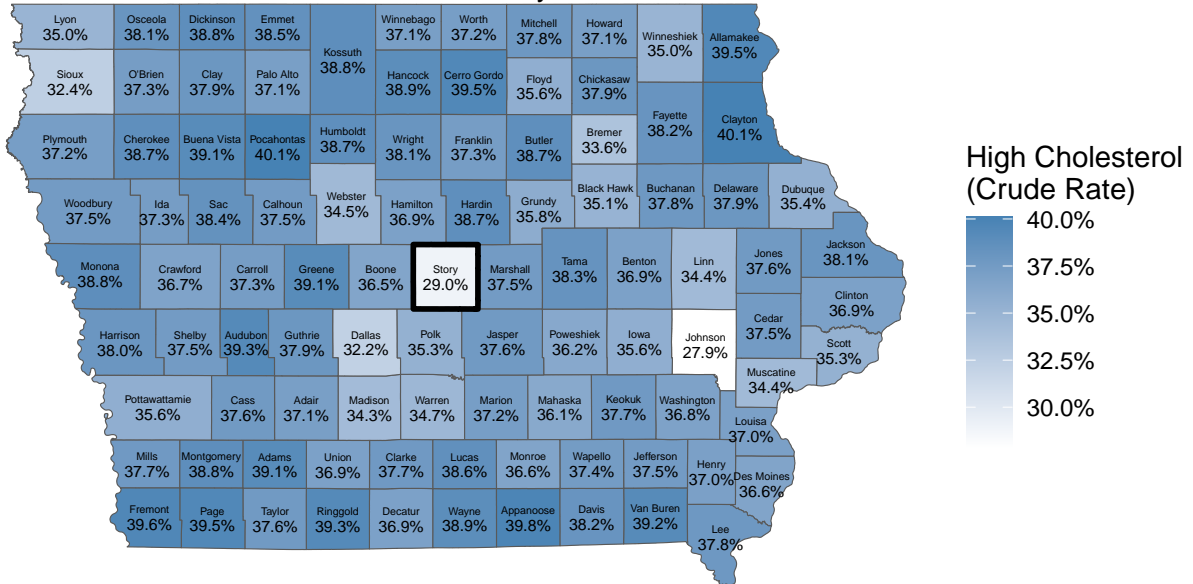 Lyon
35.0%
Osceola
38.1%
Dickinson
38.8%
Emmet
38.5%
Kossuth
38.8%
Winnebago
37.1%
Worth
37.2%
Mitchell
37.8%
Howard
37.1%
Winneshiek
35.0%
Allamakee
39.5%
Sioux
32.4%
O'Brien
37.3%
Clay
37.9%
Palo Alto
37.1%
Hancock
38.9%
Cerro Gordo
39.5%
Floyd
35.6%
Chickasaw
37.9%
Fayette
38.2%
Clayton
40.1%
Plymouth
37.2%
Cherokee
38.7%
Buena Vista
39.1%
Pocahontas
40.1%
Humboldt
38.7%
Wright
38.1%
Franklin
37.3%
Butler
38.7%
Bremer
33.6%
Woodbury
37.5%
Ida
37.3%
Sac
38.4%
Calhoun
37.5%
Webster
34.5%
Hamilton
36.9%
Hardin
38.7%
Grundy
35.8%
Black Hawk
35.1%
Buchanan
37.8%
Delaware
37.9%
Dubuque
35.4%
Monona
38.8%
Crawford
36.7%
Carroll
37.3%
Greene
39.1%
Boone
36.5%
Story
29.0%
Marshall
37.5%
Tama
38.3%
Benton
36.9%
Linn
34.4%
Jones
37.6%
Jackson
38.1%
Clinton
36.9%
Harrison
38.0%
Shelby
37.5%
Audubon
39.3%
Guthrie
37.9%
Dallas
32.2%
Polk
35.3%
Jasper
37.6%
Poweshiek
36.2%
Iowa
35.6%
Johnson
27.9%
Cedar
37.5%
Scott
35.3%
Muscatine
34.4%
Pottawattamie
35.6%
Cass
37.6%
Adair
37.1%
Madison
34.3%
Warren
34.7%
Marion
37.2%
Mahaska
36.1%
Keokuk
37.7%
Washington
36.8%
Louisa
37.0%
Mills
37.7%
Montgomery
38.8%
Adams
39.1%
Union
36.9%
Clarke
37.7%
Lucas
38.6%
Monroe
36.6%
Wapello
37.4%
Jefferson
37.5%
Henry
37.0%
Des Moines
36.6%
Fremont
39.6%
Page
39.5%
Taylor
37.6%
Ringgold
39.3%
Decatur
36.9%
Wayne
38.9%
Appanoose
39.8%
Davis
38.2%
Van Buren
39.2%
Lee
37.8%
High Cholesterol
(Crude Rate)
40.0%
37.5%
35.0%
32.5%
30.0%